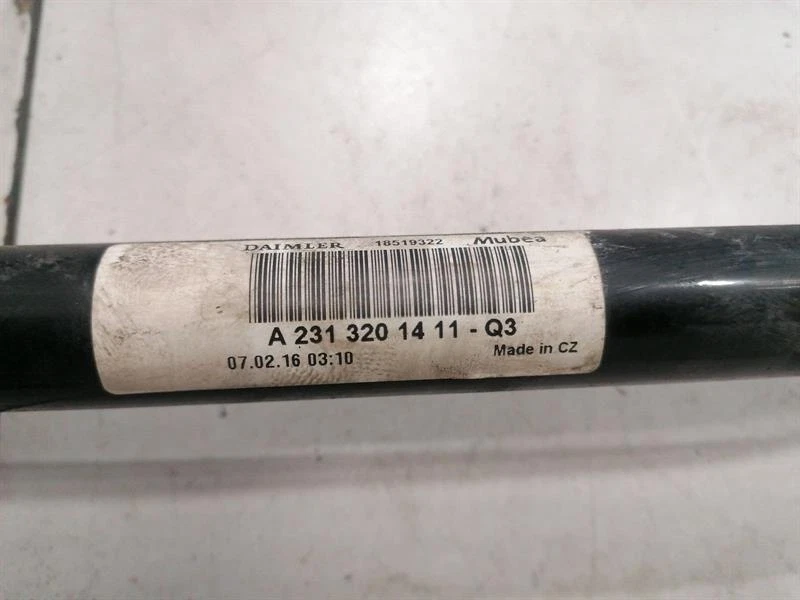 DAIMLER 18519322 Mubea
A 231 320 14 11 - Q3
07.02.16 03:10 Made in CZ